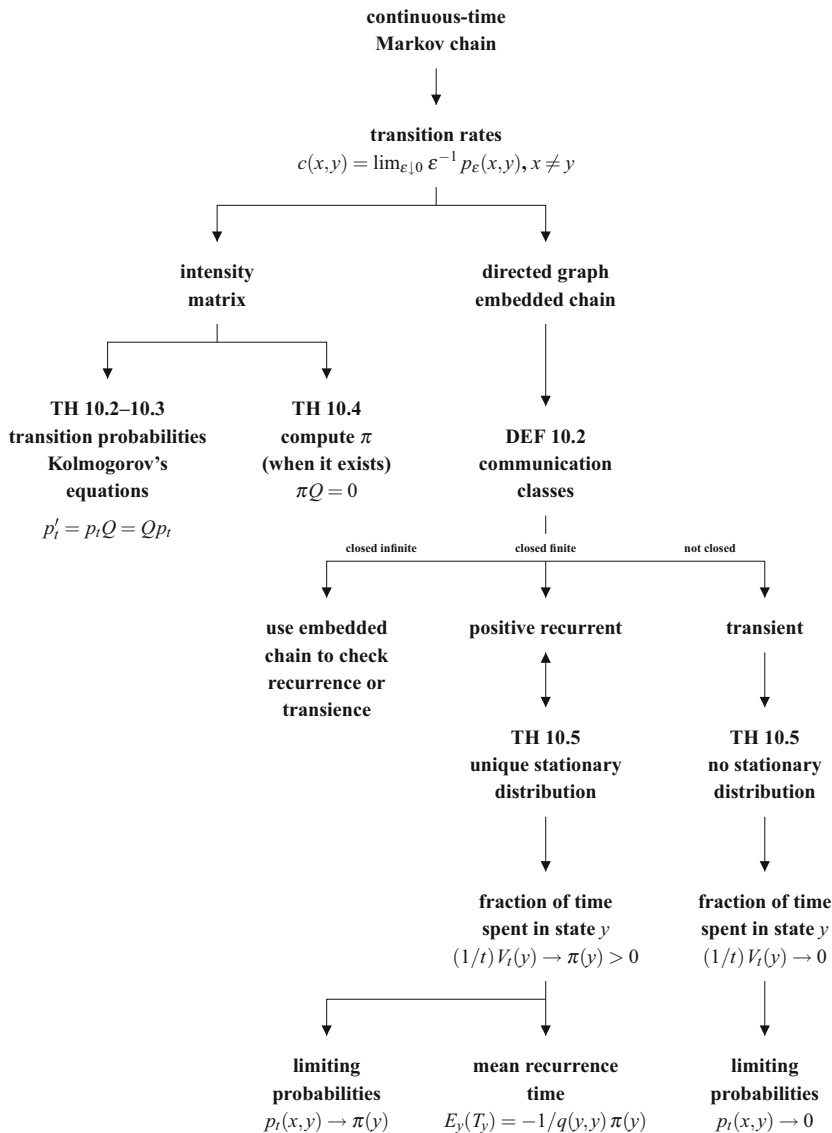 continuous-time
Markov chain
transition rates
c(x,y) = lim_{ε↓0} ε⁻¹ p_ε(x,y), x ≠ y
intensity
matrix
directed graph
embedded chain
TH 10.2–10.3
transition probabilities
Kolmogorov's
equations
p′_t = p_t Q = Q p_t
TH 10.4
compute π
(when it exists)
πQ = 0
DEF 10.2
communication
classes
closed infinite
closed finite
not closed
use embedded
chain to check
recurrence or
transience
positive recurrent
transient
TH 10.5
unique stationary
distribution
TH 10.5
no stationary
distribution
fraction of time
spent in state y
(1/t) V_t(y) → π(y) > 0
fraction of time
spent in state y
(1/t) V_t(y) → 0
limiting
probabilities
p_t(x,y) → π(y)
mean recurrence
time
E_y(T_y) = −1/q(y,y) π(y)
limiting
probabilities
p_t(x,y) → 0